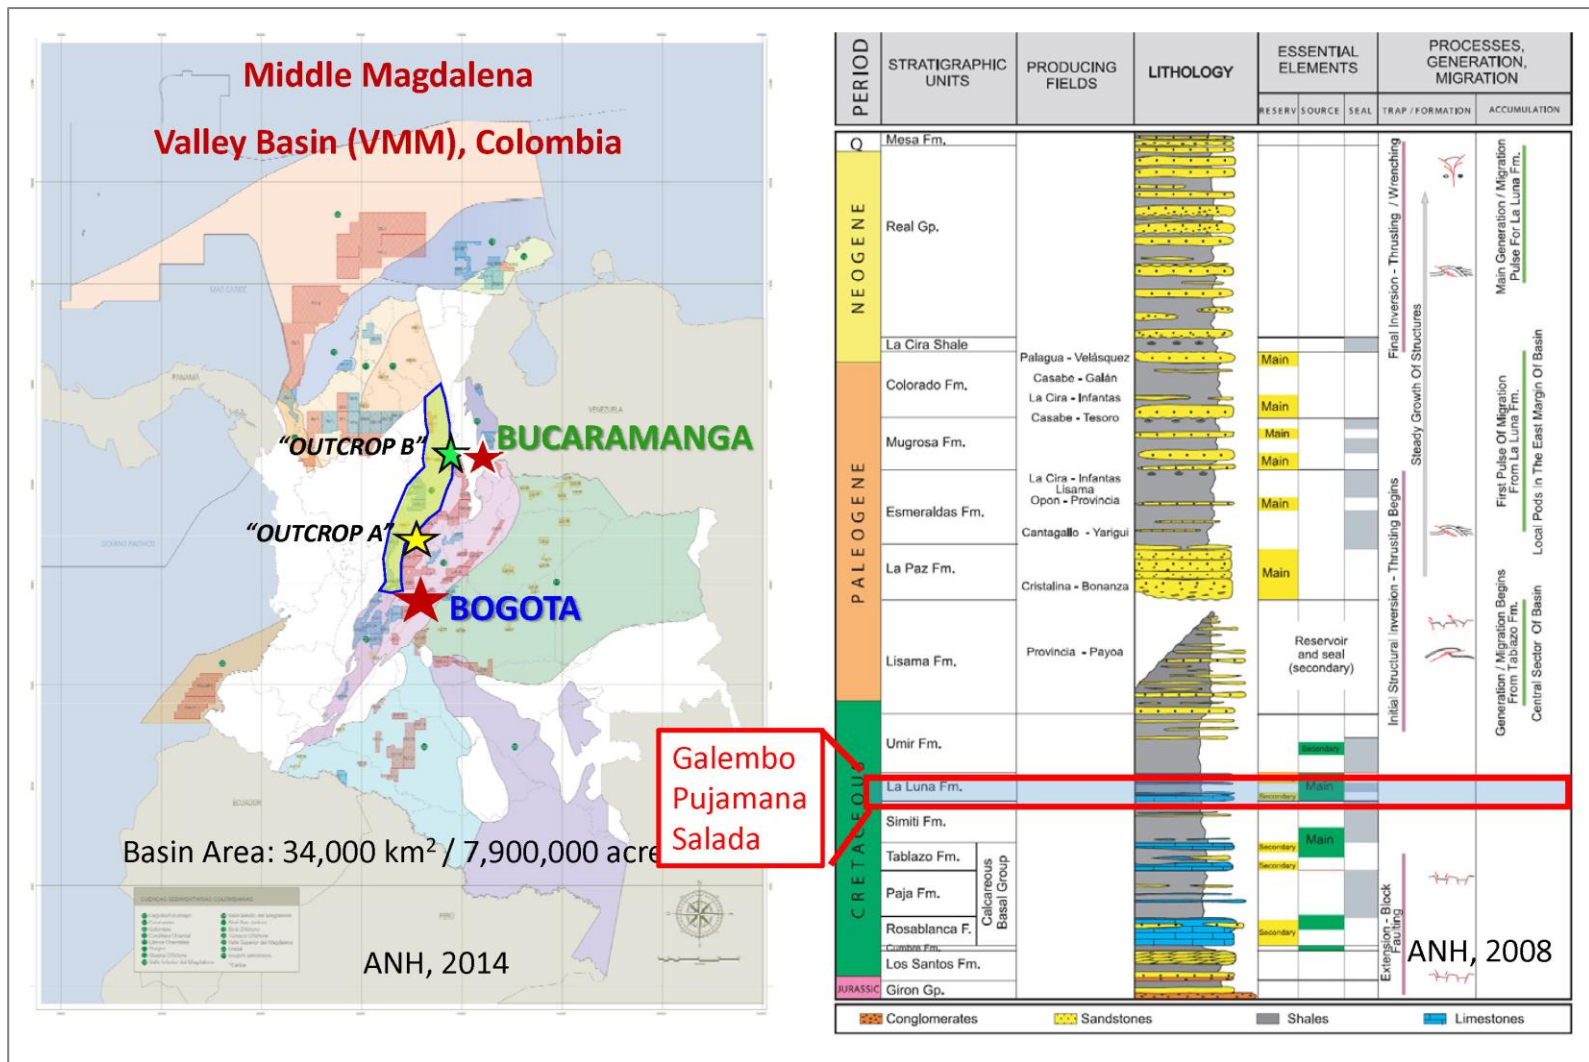 Middle Magdalena
Valley Basin (VMM), Colombia
"OUTCROP B"
BUCARAMANGA
"OUTCROP A"
BOGOTA
PANAMÁ
VENEZUELA
OCEANO PACIFICO
ECUADOR
PERU
Basin Area: 34,000 km² / 7,900,000 acre
CUENCAS SEDIMENTARIAS COLOMBIANAS
ANH, 2014
Galembo
Pujamana
Salada
PERIOD
STRATIGRAPHIC
UNITS
PRODUCING
FIELDS
LITHOLOGY
ESSENTIAL
ELEMENTS
PROCESSES,
GENERATION,
MIGRATION
RESERV
SOURCE
SEAL
TRAP / FORMATION
ACCUMULATION
Q
NEOGENE
PALEOGENE
CRETACEOUS
JURASSIC
Mesa Fm.
Real Gp.
La Cira Shale
Colorado Fm.
Mugrosa Fm.
Esmeraldas Fm.
La Paz Fm.
Lisama Fm.
Umir Fm.
La Luna Fm.
Simiti Fm.
Tablazo Fm.
Paja Fm.
Rosablanca F.
Cumbre Fm.
Los Santos Fm.
Giron Gp.
Calcareous
Basal Group
Palagua - Velásquez
Casabe - Galán
La Cira - Infantas
Casabe - Tesoro
La Cira - Infantas
Lisama
Opon - Provincia
Cantagallo - Yarigui
Cristalina - Bonanza
Provincia - Payoa
Main
Main
Main
Main
Main
Main
Reservoir
and seal
(secondary)
Secondary
Main
Secondary
Main
Secondary
Secondary
Secondary
Final Inversion - Thrusting / Wrenching
Initial Structural Inversion - Thrusting Begins
Extension - Block
Faulting
Steady Growth Of Structures
Main Generation / Migration
Pulse For La Luna Fm.
First Pulse Of Migration
From La Luna Fm.
Local Pods In The East Margin Of Basin
Generation / Migration Begins
From Tablazo Fm.
Central Sector Of Basin
ANH, 2008
Conglomerates
Sandstones
Shales
Limestones